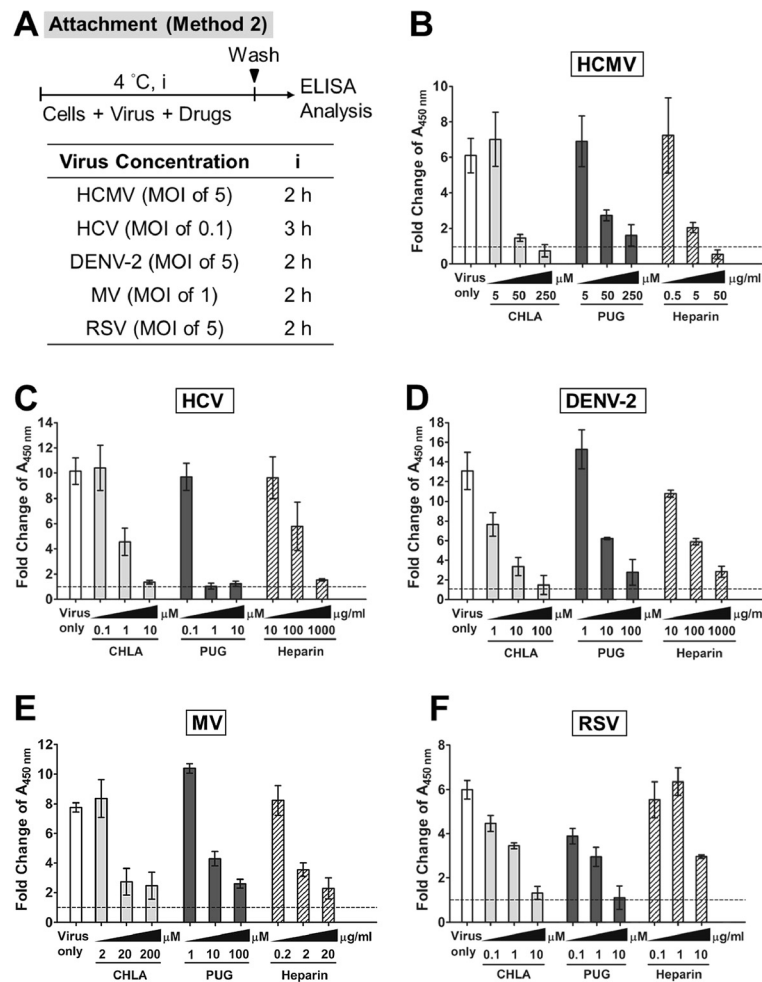 A Attachment (Method 2)
Wash
4 °C, i
ELISA
Analysis
Cells + Virus + Drugs
Virus Concentration i
HCMV (MOI of 5) 2 h
HCV (MOI of 0.1) 3 h
DENV-2 (MOI of 5) 2 h
MV (MOI of 1) 2 h
RSV (MOI of 5) 2 h
B
HCMV
Fold Change of A450 nm
10
8
6
4
2
0
Virus only
μM μM μg/ml
5 50 250 5 50 250 0.5 5 50
CHLA PUG Heparin
C
HCV
Fold Change of A450 nm
14
12
10
8
6
4
2
0
Virus only
μM μM μg/ml
0.1 1 10 0.1 1 10 10 100 1000
CHLA PUG Heparin
D
DENV-2
Fold Change of A450 nm
18
16
14
12
10
8
6
4
2
0
Virus only
μM μM μg/ml
1 10 100 1 10 100 10 100 1000
CHLA PUG Heparin
E
MV
Fold Change of A450 nm
12
10
8
6
4
2
0
Virus only
μM μM μg/ml
2 20 200 1 10 100 0.2 2 20
CHLA PUG Heparin
F
RSV
Fold Change of A450 nm
8
6
4
2
0
Virus only
μM μM μg/ml
0.1 1 10 0.1 1 10 0.1 1 10
CHLA PUG Heparin